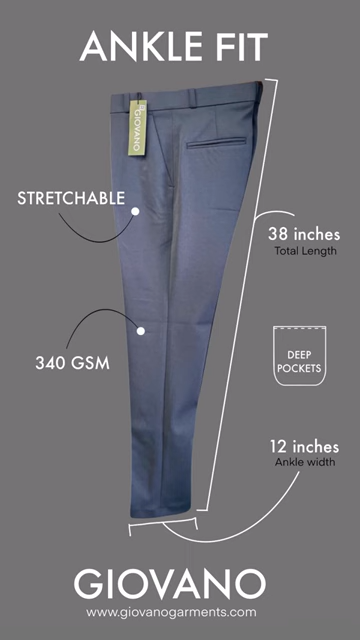 ANKLE FIT
GIOVANO
STRETCHABLE
38 inches
Total Length
340 GSM
DEEP
POCKETS
12 inches
Ankle width
GIOVANO
www.giovanogarments.com